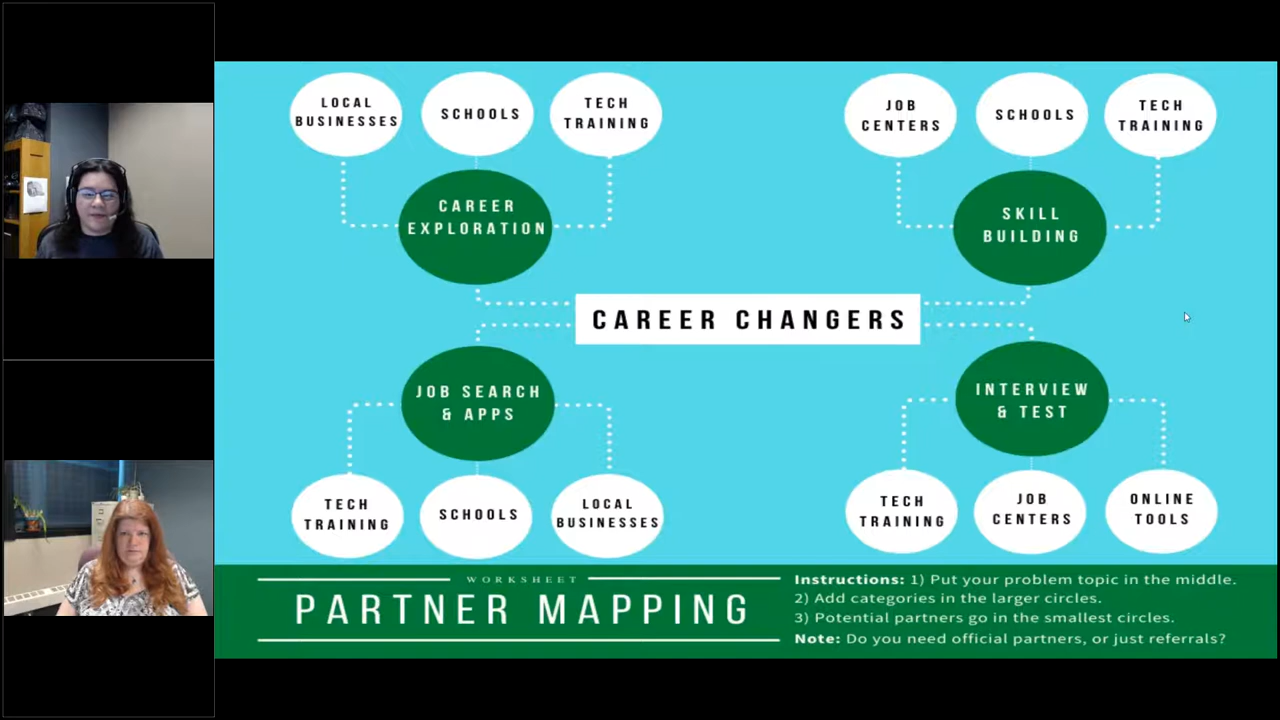 LOCAL
BUSINESSES
SCHOOLS
TECH
TRAINING
CAREER
EXPLORATION
JOB
CENTERS
SCHOOLS
TECH
TRAINING
SKILL
BUILDING
CAREER CHANGERS
JOB SEARCH
& APPS
TECH
TRAINING
SCHOOLS
LOCAL
BUSINESSES
INTERVIEW
& TEST
TECH
TRAINING
JOB
CENTERS
ONLINE
TOOLS
WORKSHEET
PARTNER MAPPING
Instructions: 1) Put your problem topic in the middle.
2) Add categories in the larger circles.
3) Potential partners go in the smallest circles.
Note: Do you need official partners, or just referrals?